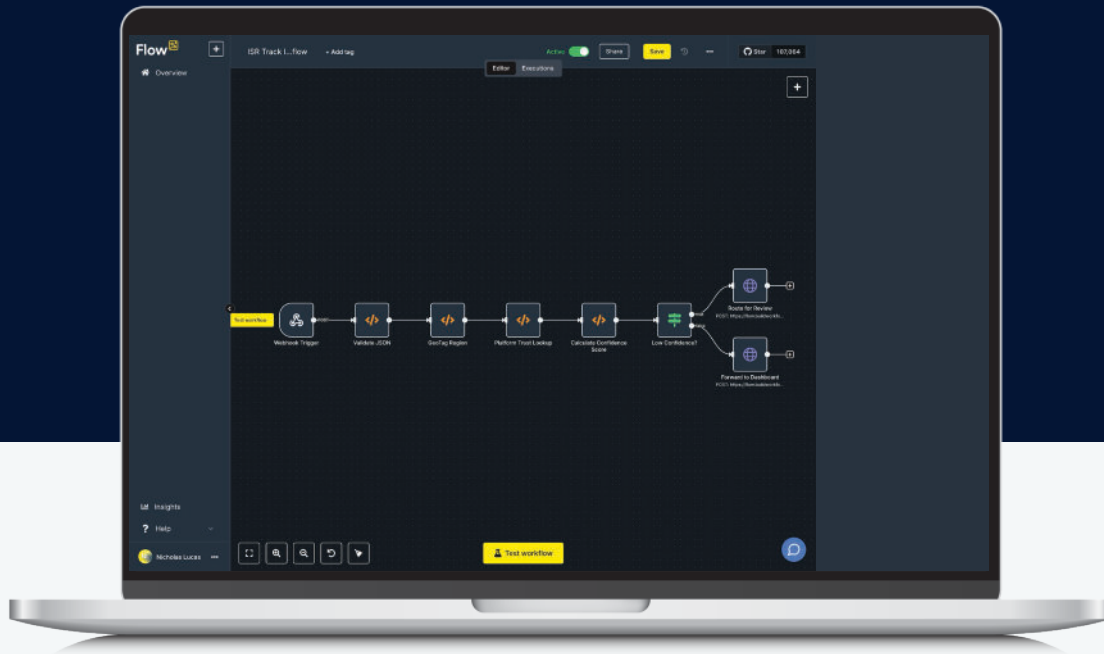 Flow
ISR Track I...flow
+ Add tag
Active
Share
Save
Star 107,064
Overview
Editor
Executions
Test workflow
Webhook Trigger
Validate JSON
GeoTag Region
Platform Trust Lookup
Calculate Confidence
Score
Low Confidence?
true
false
Route for Review
Forward to Dashboard
Insights
Help
Nicholas Lucas
Test workflow